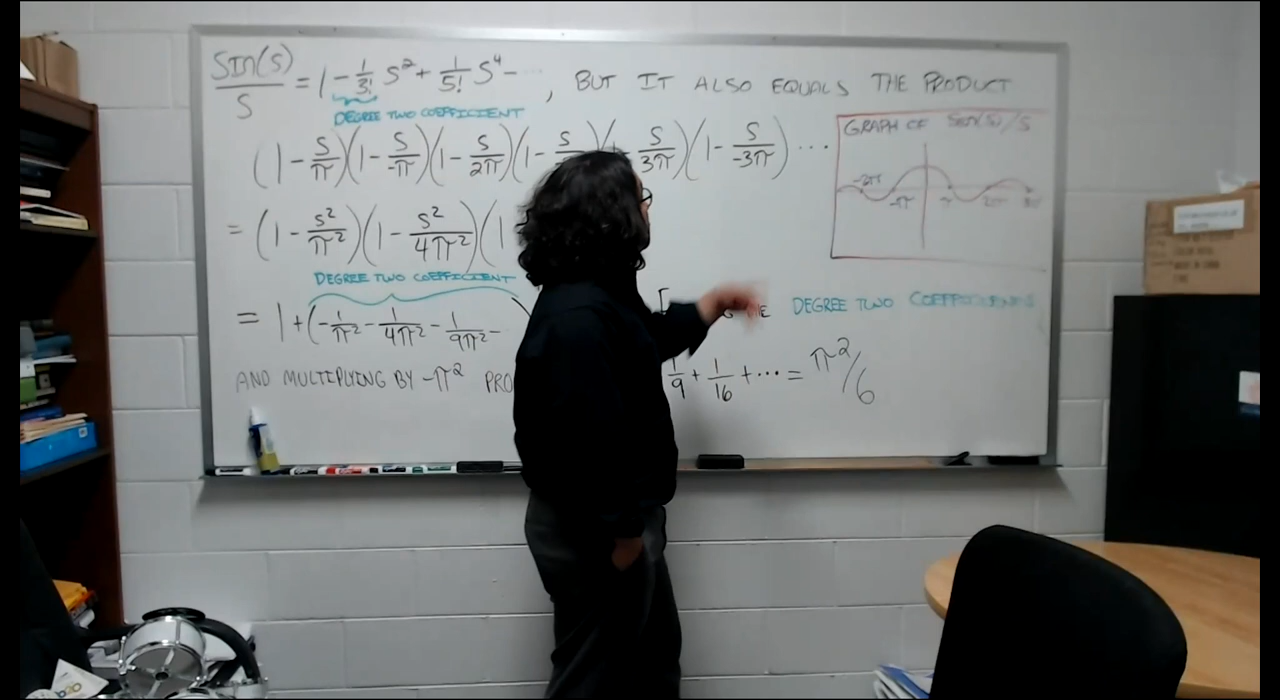 SIN(S)/S = 1 - 1/3! S² + 1/5! S⁴ - ··· , BUT IT ALSO EQUALS THE PRODUCT
DEGREE TWO COEFFICIENT
(1 - S/π)(1 - S/-π)(1 - S/2π)(1 - S/ S/3π)(1 - S/-3π) ···
GRAPH OF SIN(S)/S
-2π -π π 2π 3π
= (1 - S²/π²)(1 - S²/4π²)(1
DEGREE TWO COEFFICIENT
= 1 + (-1/π² - 1/4π² - 1/9π² - ··· DEGREE TWO COEFFICIENTS
AND MULTIPLYING BY -π² 1/9 + 1/16 + ··· = π²/6